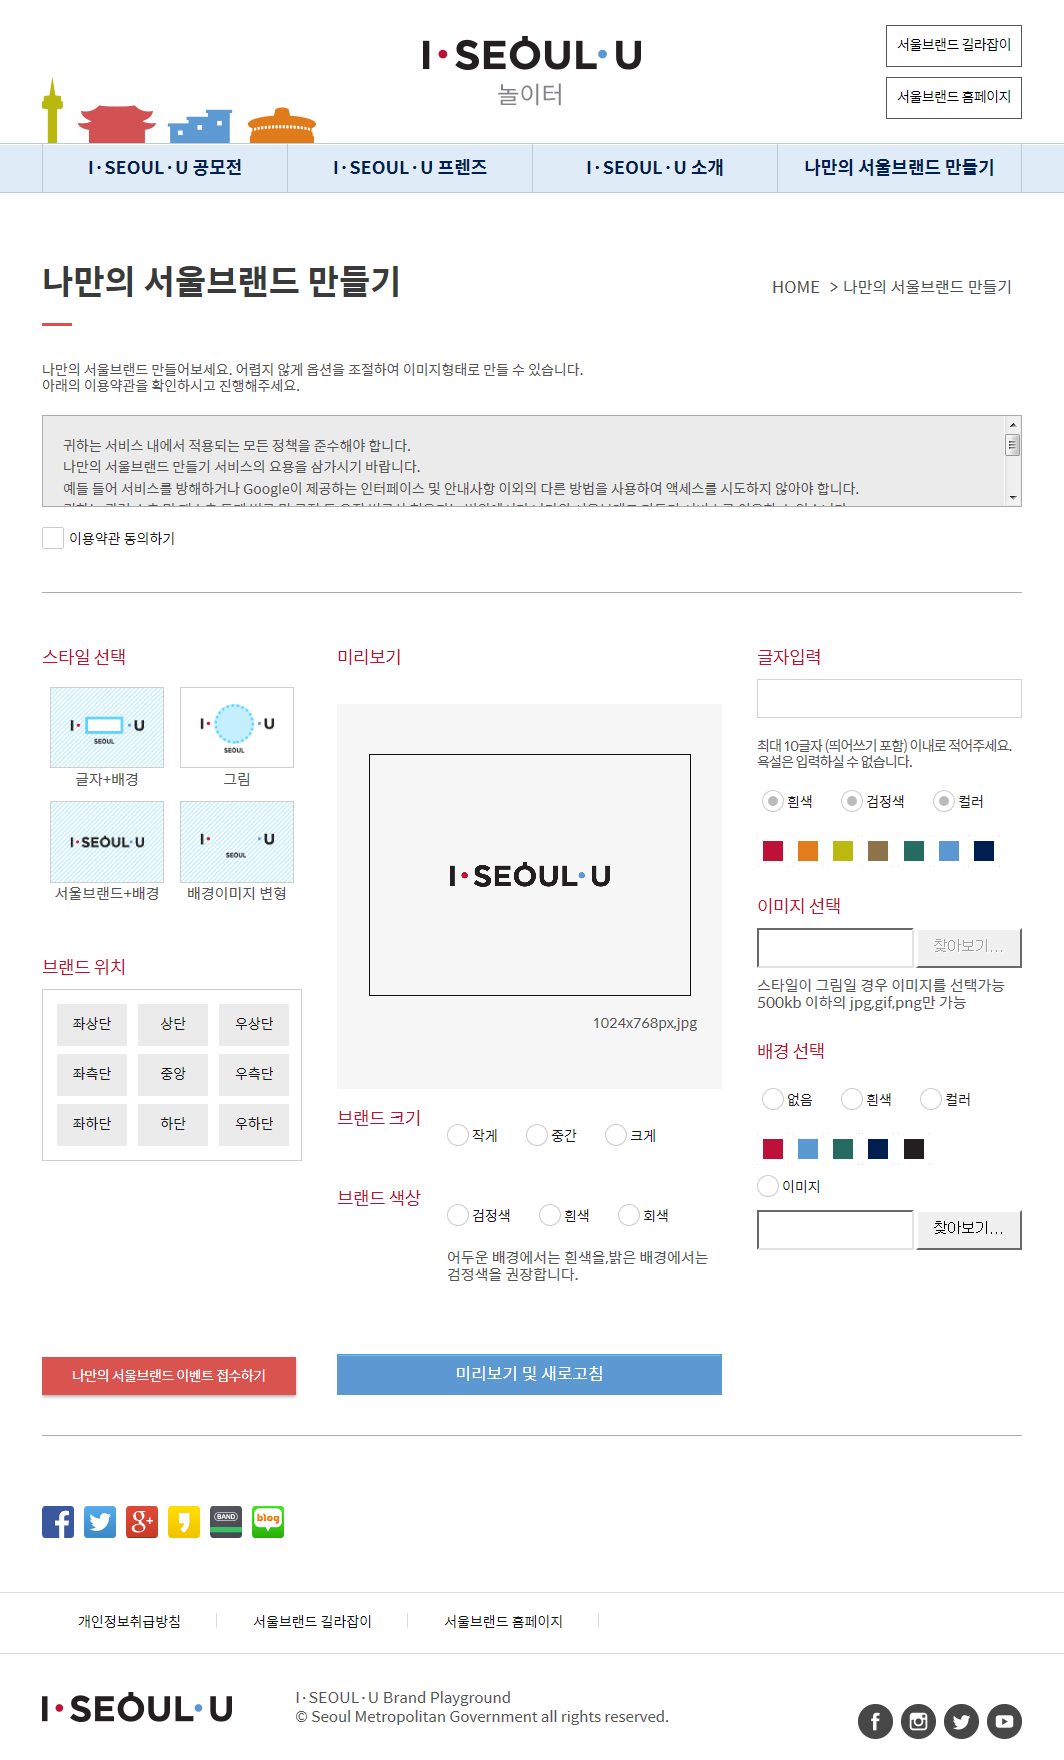 I·SEOUL·U
놀이터
서울브랜드 길라잡이
서울브랜드 홈페이지
I·SEOUL·U 공모전
I·SEOUL·U 프렌즈
I·SEOUL·U 소개
나만의 서울브랜드 만들기
나만의 서울브랜드 만들기
HOME > 나만의 서울브랜드 만들기
나만의 서울브랜드 만들어보세요. 어렵지 않게 옵션을 조절하여 이미지형태로 만들 수 있습니다.
아래의 이용약관을 확인하시고 진행해주세요.
귀하는 서비스 내에서 적용되는 모든 정책을 준수해야 합니다.
나만의 서울브랜드 만들기 서비스의 요용을 삼가시기 바랍니다.
예들 들어 서비스를 방해하거나 Google이 제공하는 인터페이스 및 안내사항 이외의 다른 방법을 사용하여 액세스를 시도하지 않아야 합니다.
이용약관 동의하기
스타일 선택
I· ·U
SEOUL
글자+배경
I· ·U
SEOUL
그림
I·SEOUL·U
서울브랜드+배경
I· ·U
SEOUL
배경이미지 변형
브랜드 위치
좌상단 상단 우상단
좌측단 중앙 우측단
좌하단 하단 우하단
미리보기
I·SEOUL·U
1024x768px.jpg
브랜드 크기
작게 중간 크게
브랜드 색상
검정색 흰색 회색
어두운 배경에서는 흰색을,밝은 배경에서는
검정색을 권장합니다.
글자입력
최대 10글자 (띄어쓰기 포함) 이내로 적어주세요.
욕설은 입력하실 수 없습니다.
흰색 검정색 컬러
이미지 선택
찾아보기...
스타일이 그림일 경우 이미지를 선택가능
500kb 이하의 jpg,gif,png만 가능
배경 선택
없음 흰색 컬러
이미지
찾아보기...
나만의 서울브랜드 이벤트 접수하기
미리보기 및 새로고침
BAND
blog
개인정보취급방침
서울브랜드 길라잡이
서울브랜드 홈페이지
I·SEOUL·U
I·SEOUL·U Brand Playground
© Seoul Metropolitan Government all rights reserved.